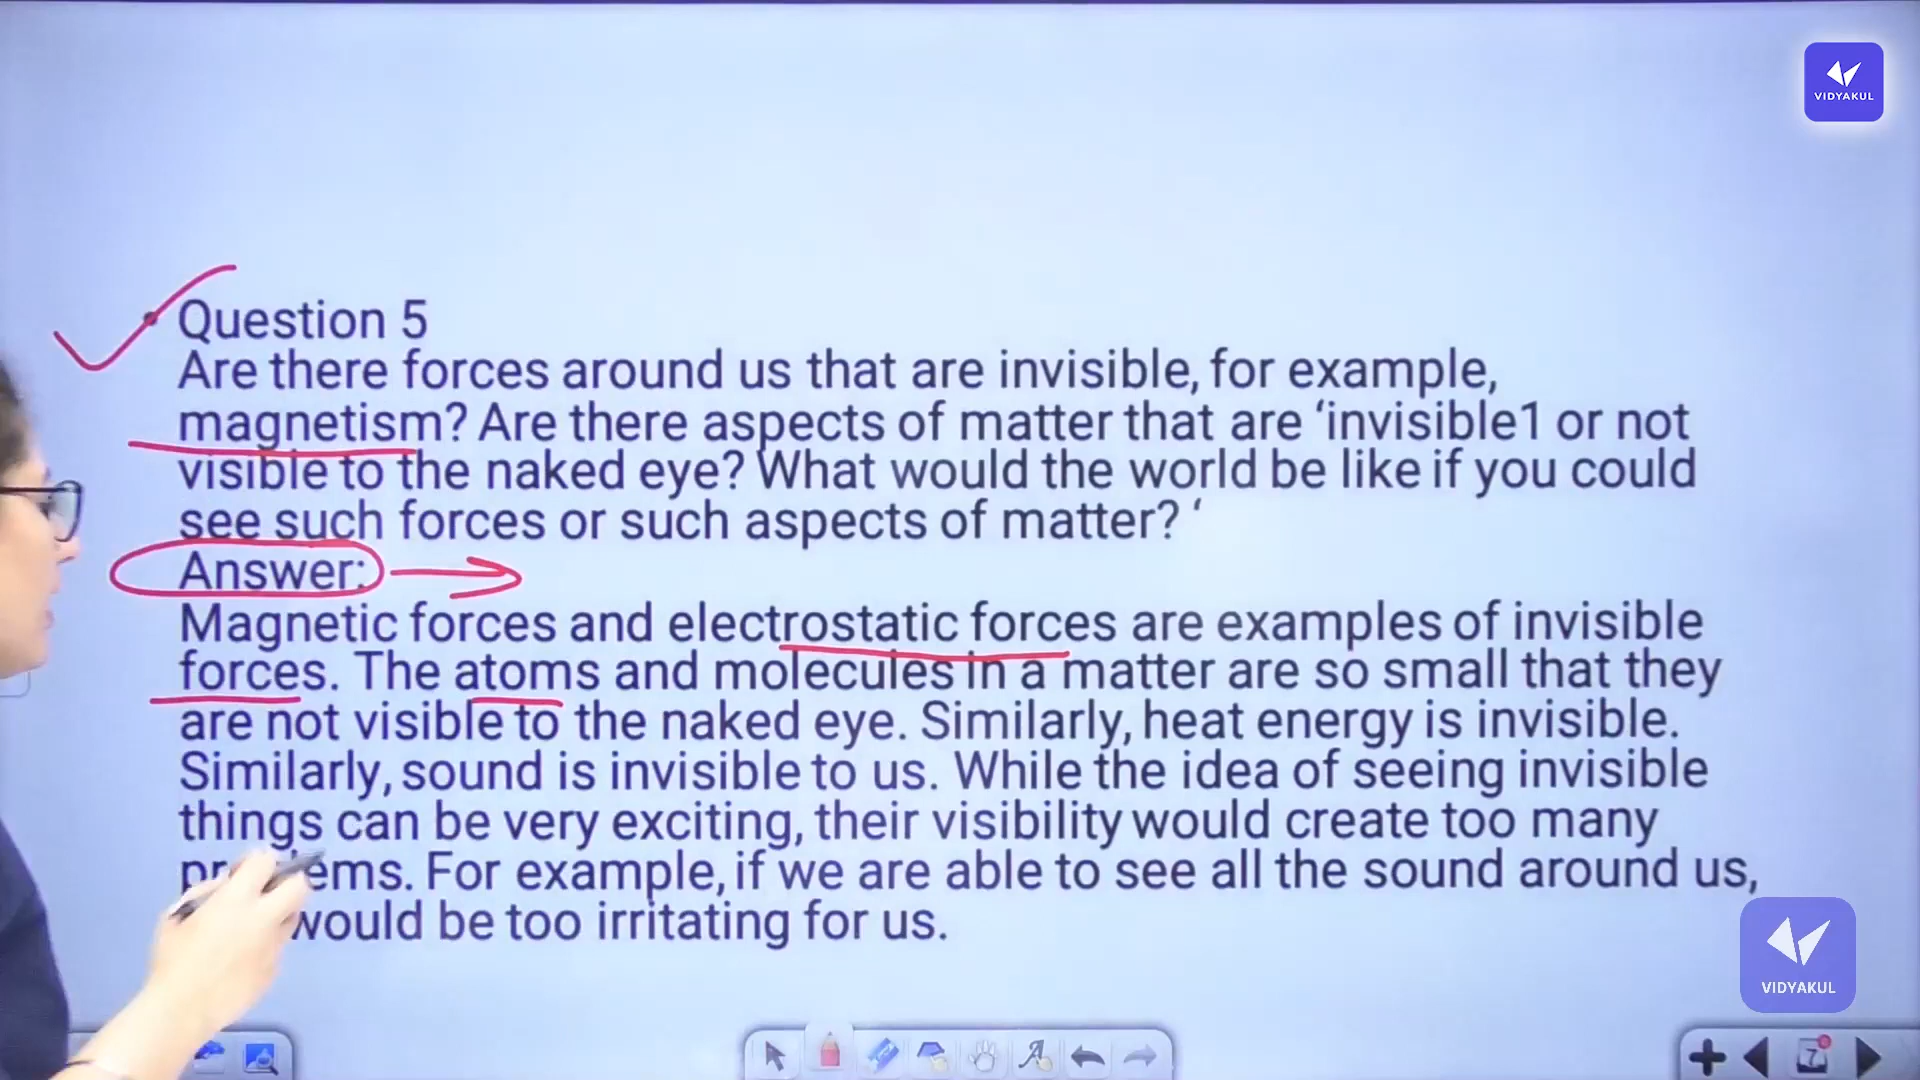 VIDYAKUL
Question 5
Are there forces around us that are invisible, for example,
magnetism? Are there aspects of matter that are ‘invisible1 or not
visible to the naked eye? What would the world be like if you could
see such forces or such aspects of matter? ‘
Answer:
Magnetic forces and electrostatic forces are examples of invisible
forces. The atoms and molecules in a matter are so small that they
are not visible to the naked eye. Similarly, heat energy is invisible.
Similarly, sound is invisible to us. While the idea of seeing invisible
things can be very exciting, their visibility would create too many
For example, if we are able to see all the sound around us,
would be too irritating for us.
VIDYAKUL
7